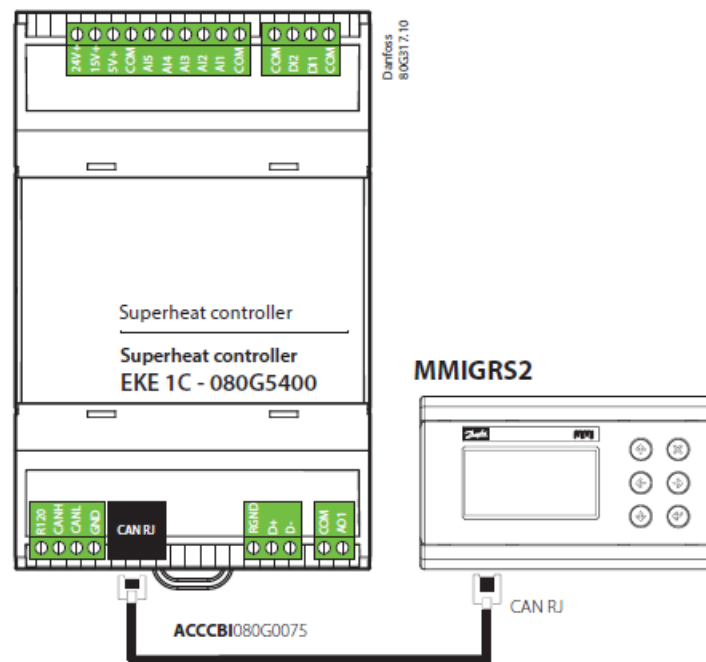 24V+ 15V+ 5V+ COM AI5 AI4 AI3 AI2 AI1 COM COM DI2 DI1 COM
Danfoss
80G317.10
Superheat controller
Superheat controller
EKE 1C - 080G5400
MMIGRS2
Danfoss
R120 CANH CANL GND CAN RJ RGND D+ D- COM AO1
CAN RJ
ACCCBI080G0075